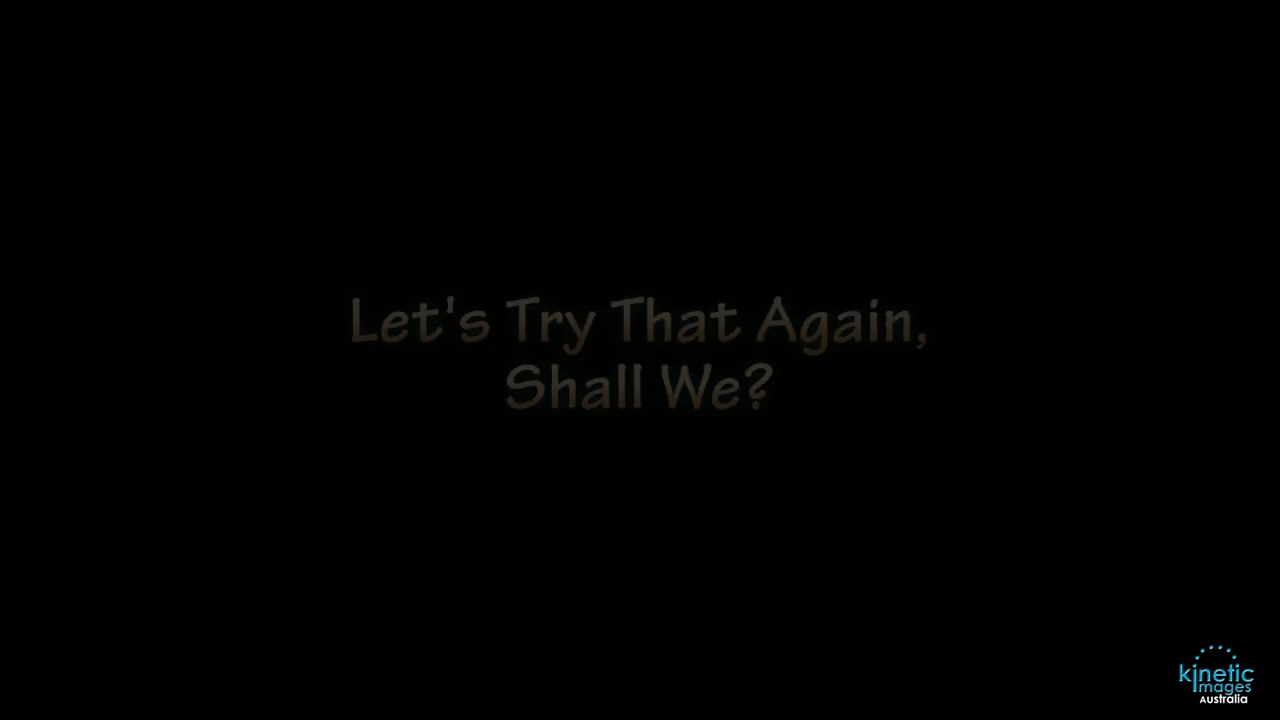 Let's Try That Again,
Shall We?
kinetic
images
Australia